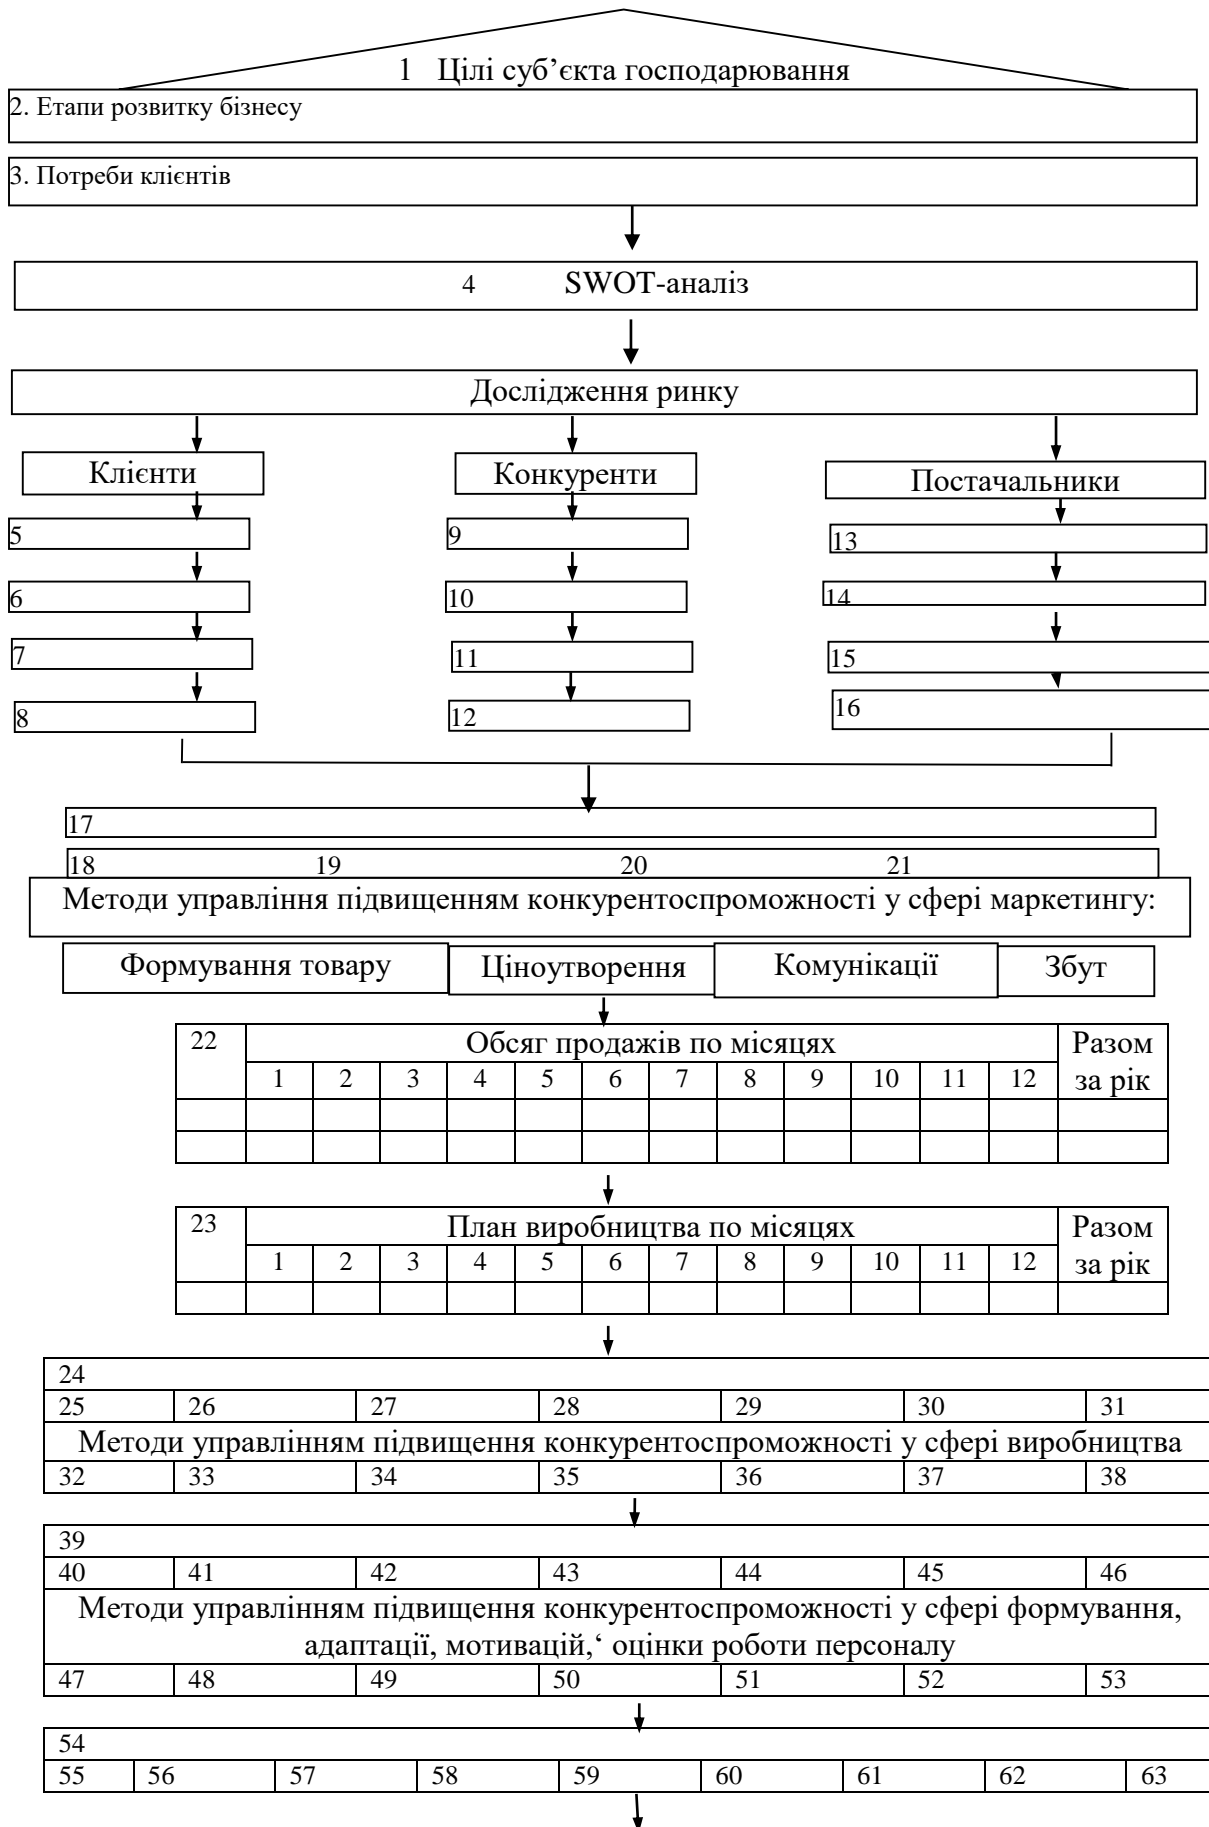 1 Цілі суб’єкта господарювання
2. Етапи розвитку бізнесу
3. Потреби клієнтів
4 SWOT-аналіз
Дослідження ринку
Клієнти Конкуренти Постачальники
5 9 13
6 10 14
7 11 15
8 12 16
17
18 19 20 21
Методи управління підвищенням конкурентоспроможності у сфері маркетингу:
Формування товару Ціноутворення Комунікації Збут
22 Обсяг продажів по місяцях Разом
1 2 3 4 5 6 7 8 9 10 11 12 за рік
23 План виробництва по місяцях Разом
1 2 3 4 5 6 7 8 9 10 11 12 за рік
24
25 26 27 28 29 30 31
Методи управлінням підвищення конкурентоспроможності у сфері виробництва
32 33 34 35 36 37 38
39
40 41 42 43 44 45 46
Методи управлінням підвищення конкурентоспроможності у сфері формування,
адаптації, мотивацій,‘ оцінки роботи персоналу
47 48 49 50 51 52 53
54
55 56 57 58 59 60 61 62 63